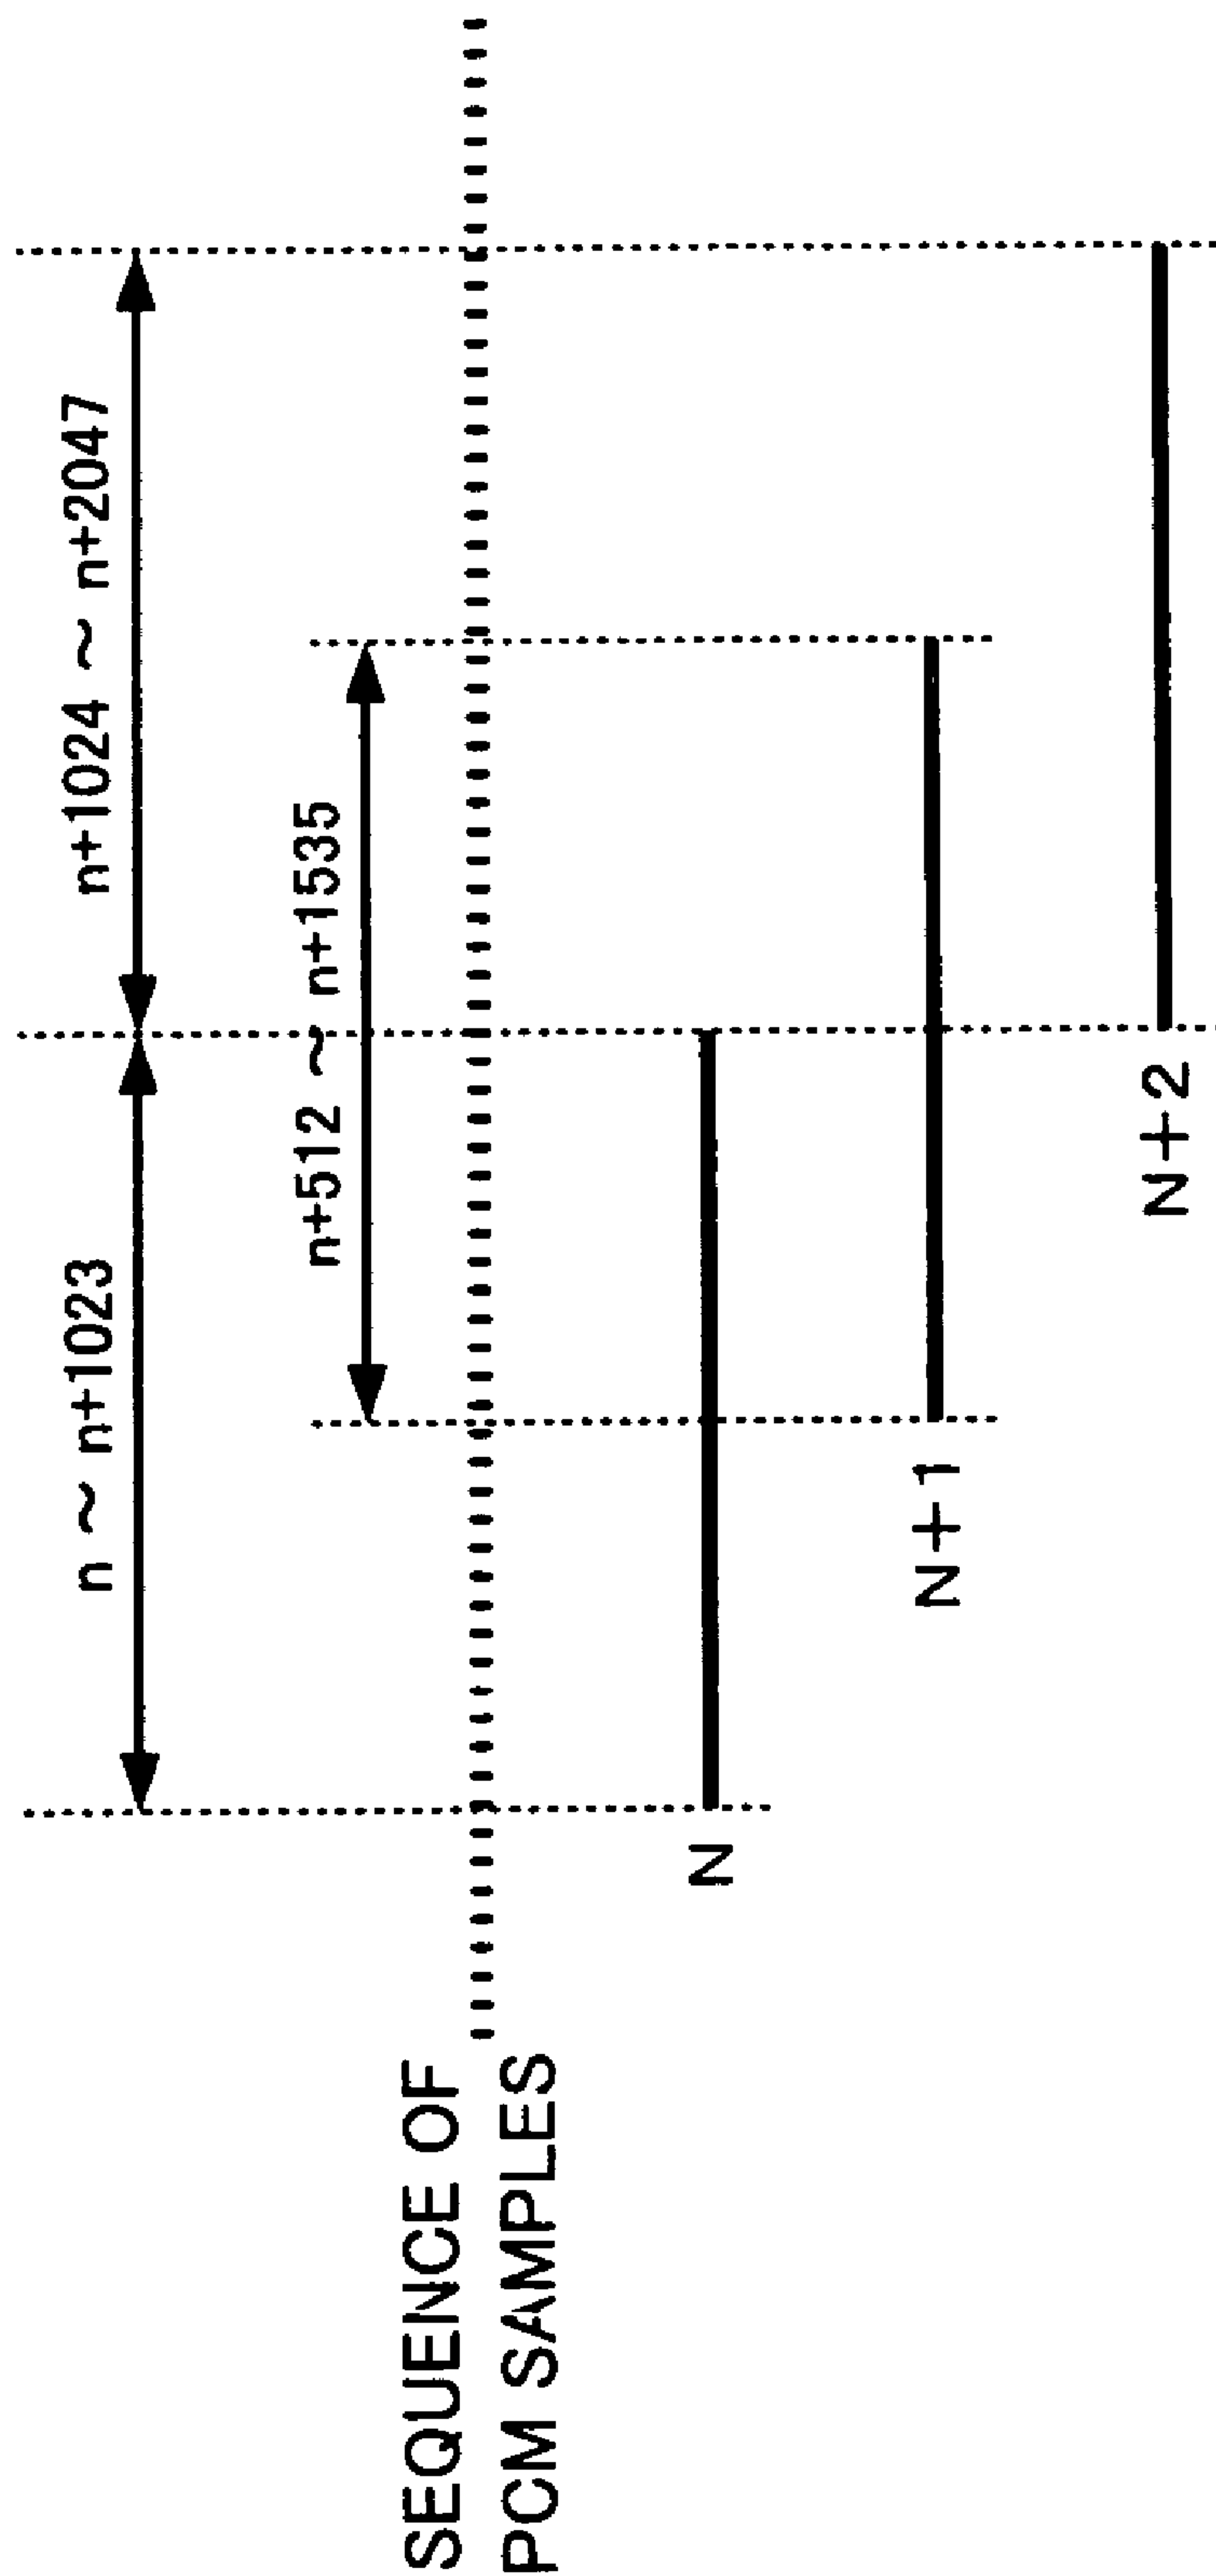 n ~ n+1023
n+1024 ~ n+2047
n+512 ~ n+1535
SEQUENCE OF
PCM SAMPLES
N
N+1
N+2